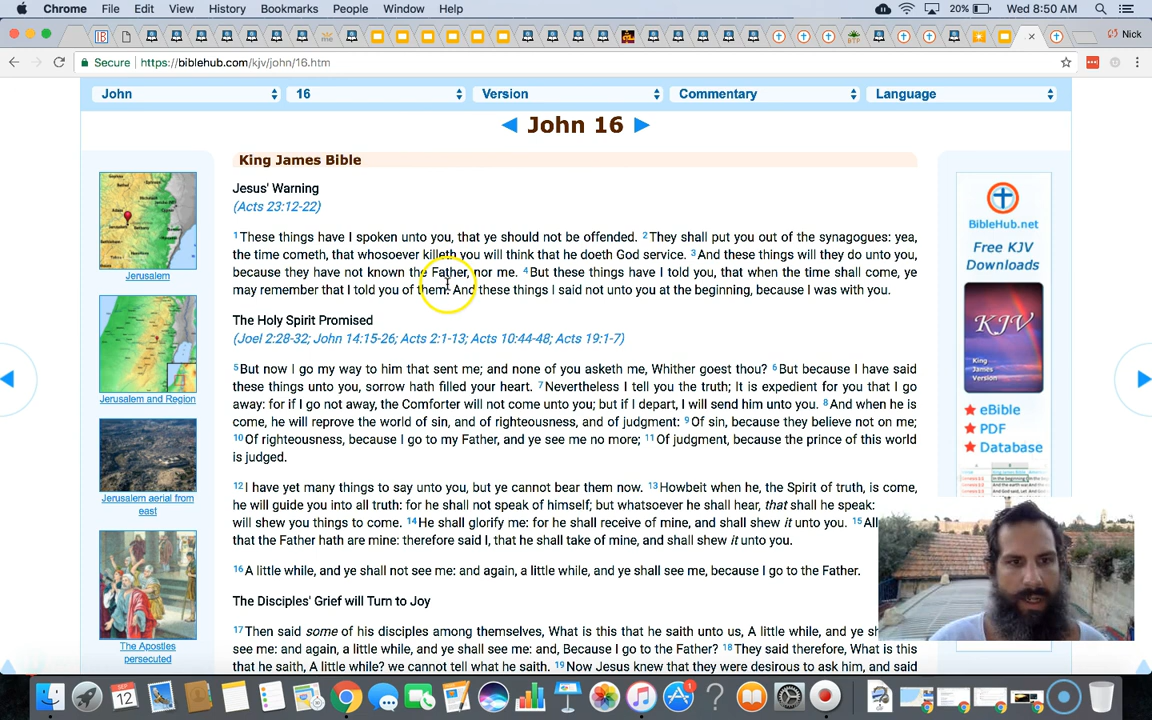 Chrome File Edit View History Bookmarks People Window Help 20% Wed 8:50 AM
Nick
Secure https://biblehub.com/kjv/john/16.htm
John 16 Version Commentary Language
John 16
King James Bible
Jesus' Warning
(Acts 23:12-22)
1These things have I spoken unto you, that ye should not be offended. 2They shall put you out of the synagogues: yea,
the time cometh, that whosoever killeth you will think that he doeth God service. 3And these things will they do unto you,
because they have not known the Father, nor me. 4But these things have I told you, that when the time shall come, ye
may remember that I told you of them. And these things I said not unto you at the beginning, because I was with you.
The Holy Spirit Promised
(Joel 2:28-32; John 14:15-26; Acts 2:1-13; Acts 10:44-48; Acts 19:1-7)
5But now I go my way to him that sent me; and none of you asketh me, Whither goest thou? 6But because I have said
these things unto you, sorrow hath filled your heart. 7Nevertheless I tell you the truth; It is expedient for you that I go
away: for if I go not away, the Comforter will not come unto you; but if I depart, I will send him unto you. 8And when he is
come, he will reprove the world of sin, and of righteousness, and of judgment: 9Of sin, because they believe not on me;
10Of righteousness, because I go to my Father, and ye see me no more; 11Of judgment, because the prince of this world
is judged.
12I have yet many things to say unto you, but ye cannot bear them now. 13Howbeit when he, the Spirit of truth, is come,
he will guide you into all truth: for he shall not speak of himself; but whatsoever he shall hear, that shall he speak:
will shew you things to come. 14He shall glorify me: for he shall receive of mine, and shall shew it unto you. 15All
that the Father hath are mine: therefore said I, that he shall take of mine, and shall shew it unto you.
16A little while, and ye shall not see me: and again, a little while, and ye shall see me, because I go to the Father.
The Disciples' Grief will Turn to Joy
17Then said some of his disciples among themselves, What is this that he saith unto us, A little while, and ye sh
see me: and again, a little while, and ye shall see me: and, Because I go to the Father? 18They said therefore, What is this
that he saith, A little while? we cannot tell what he saith. 19Now Jesus knew that they were desirous to ask him, and said
Jerusalem
Jerusalem and Region
Jerusalem aerial from
east
The Apostles
persecuted
BibleHub.net
Free KJV
Downloads
KJV
King
James
Version
eBible
PDF
Database
SEP
12